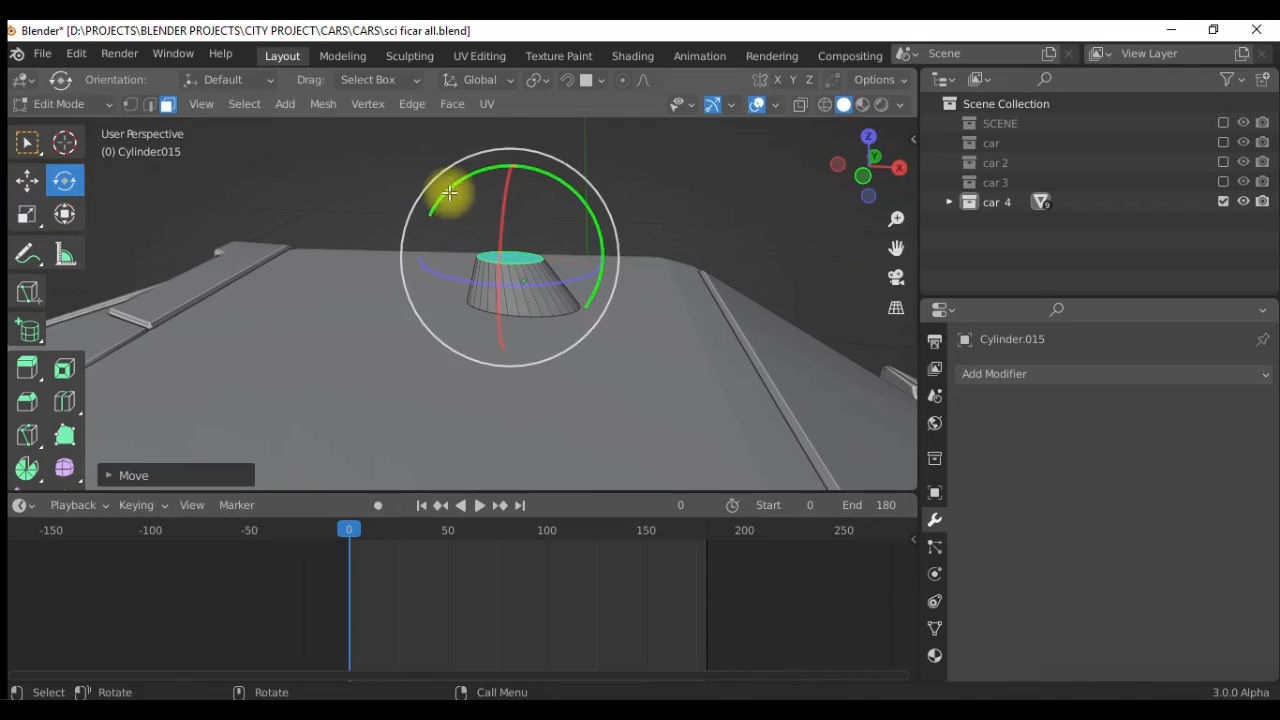 Blender* [D:\PROJECTS\BLENDER PROJECTS\CITY PROJECT\CARS\CARS\sci ficar all.blend]
File Edit Render Window Help Layout Modeling Sculpting UV Editing Texture Paint Shading Animation Rendering Compositing Scene View Layer
Orientation: Default Drag: Select Box Global X Y Z Options
Edit Mode View Select Add Mesh Vertex Edge Face UV
Scene Collection
SCENE
car
car 2
car 3
car 4
User Perspective
(0) Cylinder.015
Z
Y
X
9
Cylinder.015
Add Modifier
Move
Playback Keying View Marker 0 Start 0 End 180
-150 -100 -50 0 50 100 150 200 250
Select Rotate Rotate Call Menu 3.0.0 Alpha